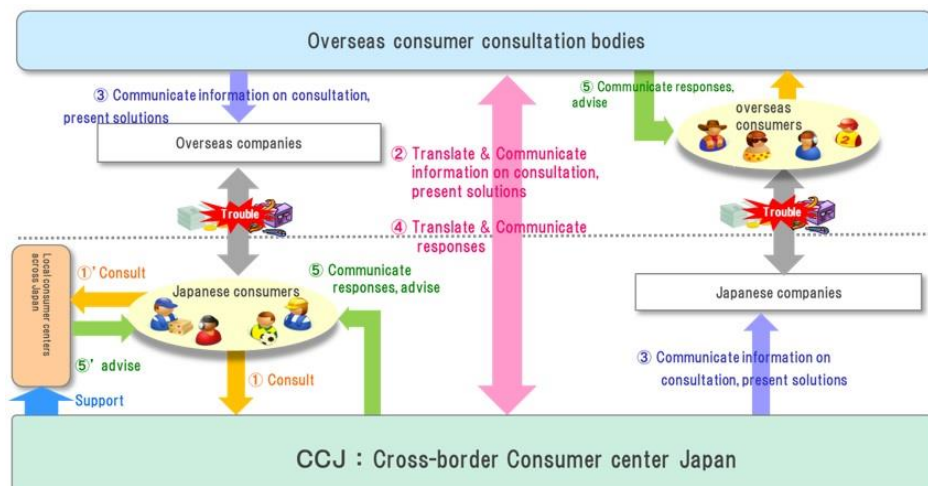 Overseas consumer consultation bodies
③ Communicate information on consultation,
present solutions
Overseas companies
② Translate & Communicate
information on consultation,
present solutions
④ Translate & Communicate
responses
⑤ Communicate responses,
advise
overseas
consumers
2
Trouble
Trouble
Local consumer centers
across Japan
①' Consult
Japanese consumers
⑤ Communicate
responses, advise
⑤' advise
① Consult
Support
Japanese companies
③ Communicate information on
consultation, present solutions
CCJ : Cross-border Consumer center Japan